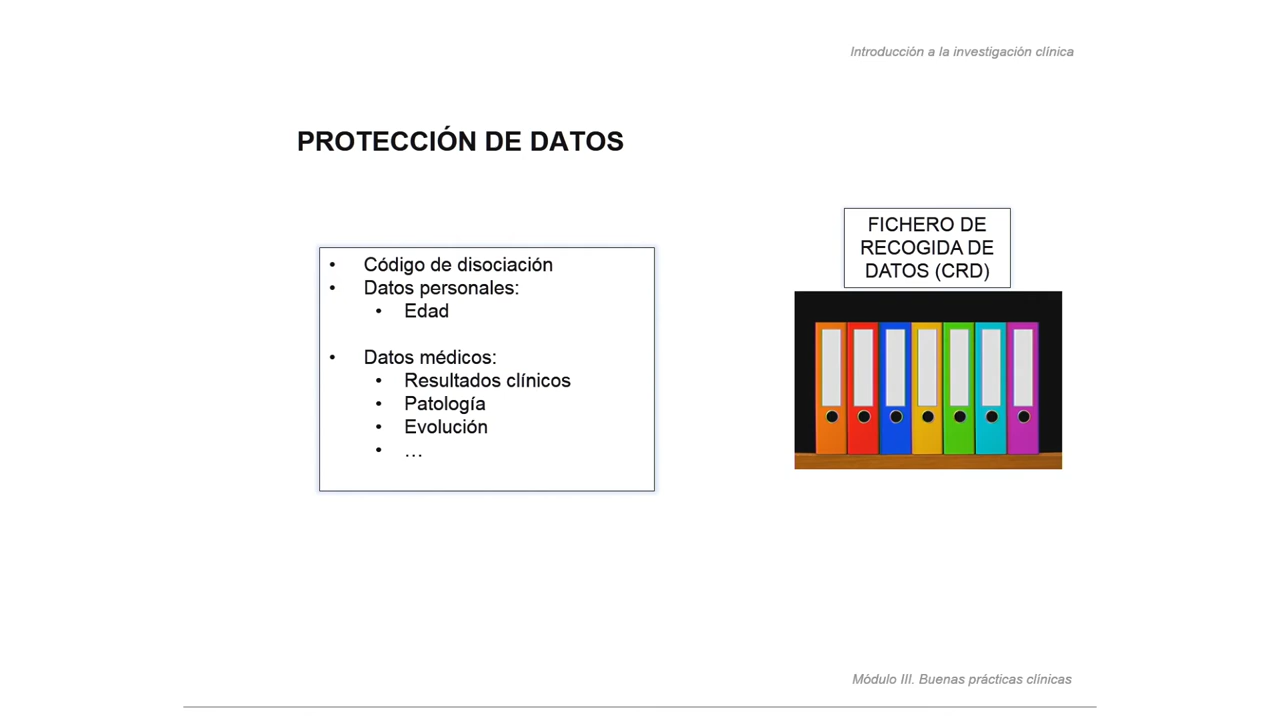 Introducción a la investigación clínica
PROTECCIÓN DE DATOS
• Código de disociación
• Datos personales:
• Edad
• Datos médicos:
• Resultados clínicos
• Patología
• Evolución
• …
FICHERO DE
RECOGIDA DE
DATOS (CRD)
Módulo III. Buenas prácticas clínicas